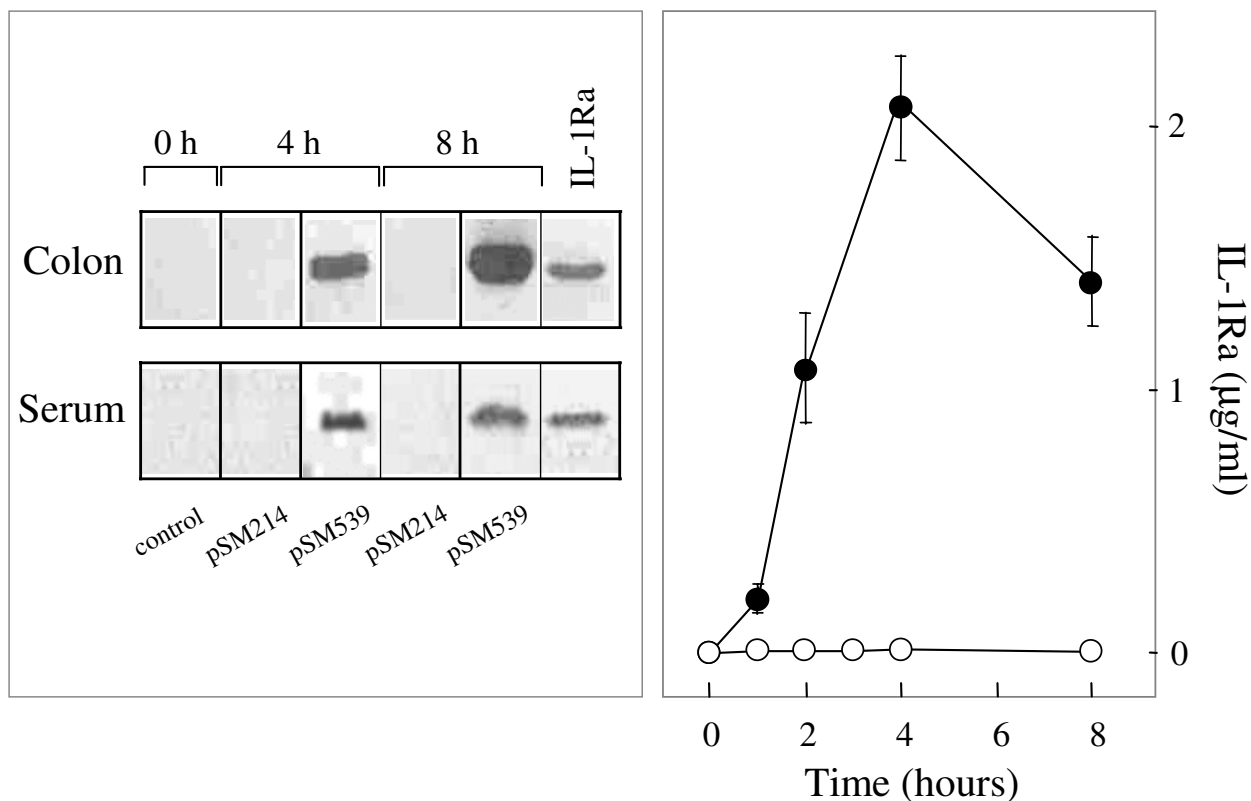 0 h 4 h 8 h IL-1Ra
Colon
Serum
control pSM214 pSM539 pSM214 pSM539
2
1
0
IL-1Ra (μg/ml)
0 2 4 6 8
Time (hours)